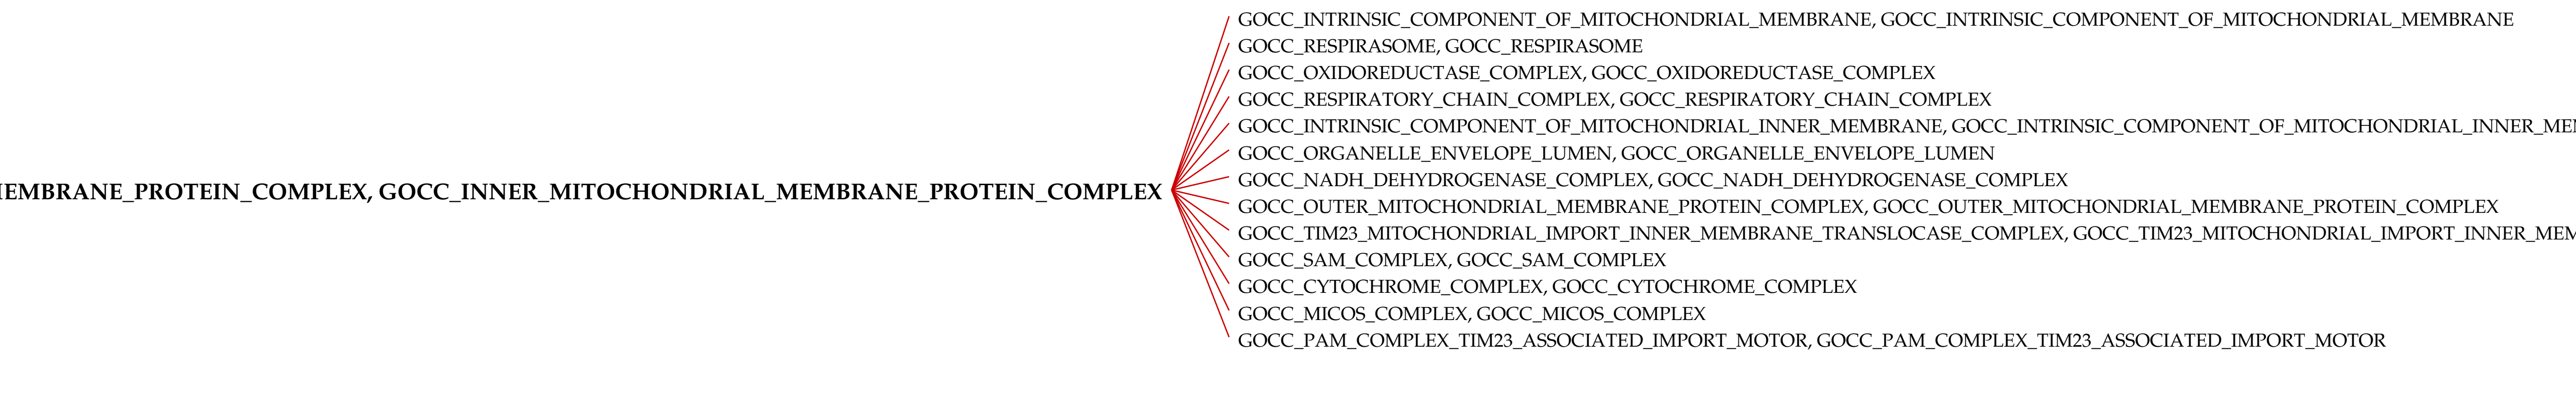 GOCC_INTRINSIC_COMPONENT_OF_MITOCHONDRIAL_MEMBRANE, GOCC_INTRINSIC_COMPONENT_OF_MITOCHONDRIAL_MEMBRANE
GOCC_RESPIRASOME, GOCC_RESPIRASOME
GOCC_OXIDOREDUCTASE_COMPLEX, GOCC_OXIDOREDUCTASE_COMPLEX
GOCC_RESPIRATORY_CHAIN_COMPLEX, GOCC_RESPIRATORY_CHAIN_COMPLEX
GOCC_INTRINSIC_COMPONENT_OF_MITOCHONDRIAL_INNER_MEMBRANE, GOCC_INTRINSIC_COMPONENT_OF_MITOCHONDRIAL_INNER_ME
GOCC_ORGANELLE_ENVELOPE_LUMEN, GOCC_ORGANELLE_ENVELOPE_LUMEN
GOCC_NADH_DEHYDROGENASE_COMPLEX, GOCC_NADH_DEHYDROGENASE_COMPLEX
EMBRANE_PROTEIN_COMPLEX, GOCC_INNER_MITOCHONDRIAL_MEMBRANE_PROTEIN_COMPLEX
GOCC_OUTER_MITOCHONDRIAL_MEMBRANE_PROTEIN_COMPLEX, GOCC_OUTER_MITOCHONDRIAL_MEMBRANE_PROTEIN_COMPLEX
GOCC_TIM23_MITOCHONDRIAL_IMPORT_INNER_MEMBRANE_TRANSLOCASE_COMPLEX, GOCC_TIM23_MITOCHONDRIAL_IMPORT_INNER_MEM
GOCC_SAM_COMPLEX, GOCC_SAM_COMPLEX
GOCC_CYTOCHROME_COMPLEX, GOCC_CYTOCHROME_COMPLEX
GOCC_MICOS_COMPLEX, GOCC_MICOS_COMPLEX
GOCC_PAM_COMPLEX_TIM23_ASSOCIATED_IMPORT_MOTOR, GOCC_PAM_COMPLEX_TIM23_ASSOCIATED_IMPORT_MOTOR